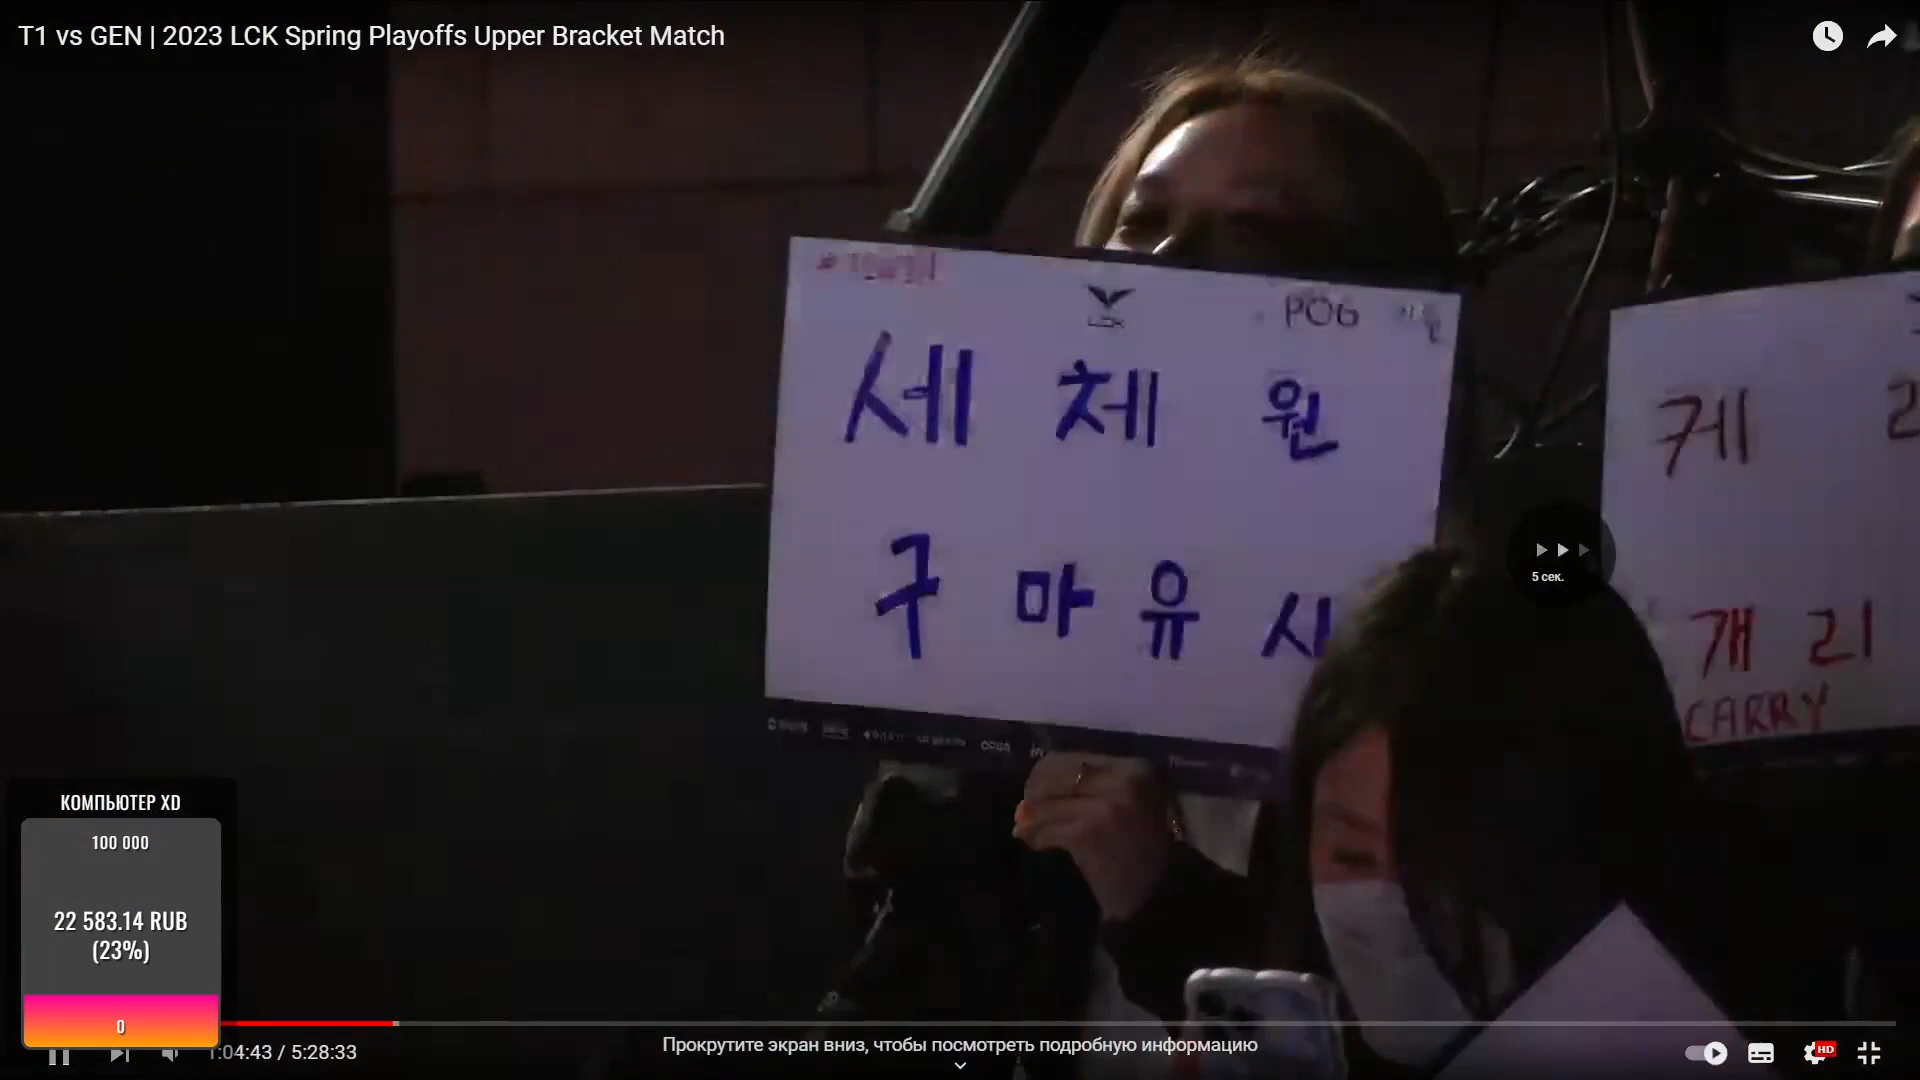 T1 vs GEN | 2023 LCK Spring Playoffs Upper Bracket Match
LCK
POG
세 체 원
구 마 유 시
케
개 리
CARRY
5 сек.
КОМПЬЮТЕР XD
100 000
22 583.14 RUB
(23%)
0
1:04:43 / 5:28:33
Прокрутите экран вниз, чтобы посмотреть подробную информацию
HD